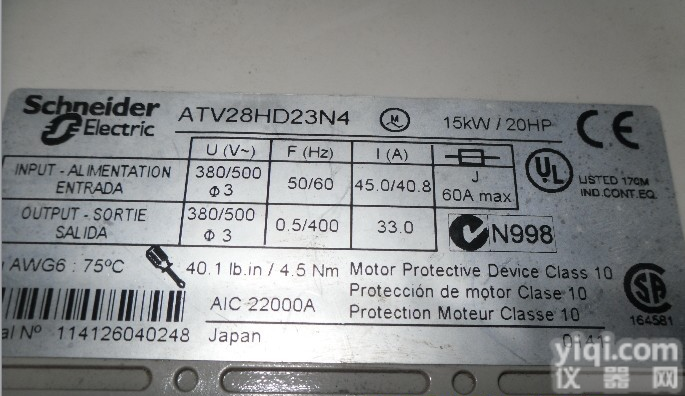 Schneider Electric
ATV28HD23N4 M 15kW / 20HP CE
U (V~) F (Hz) I (A)
INPUT - ALIMENTATION ENTRADA 380/500 Φ 3 50/60 45.0/40.8 J 60A max
UL LISTED 170M IND.CONT.EQ.
OUTPUT - SORTIE SALIDA 380/500 Φ 3 0.5/400 33.0
N998
AWG6 : 75ºC 40.1 lb.in / 4.5 Nm Motor Protective Device Class 10
Protección de motor Clase 10
AIC 22000A Protection Moteur Classe 10
SA 164581
Nº 114126040248 Japan
yiqi.com
仪器网